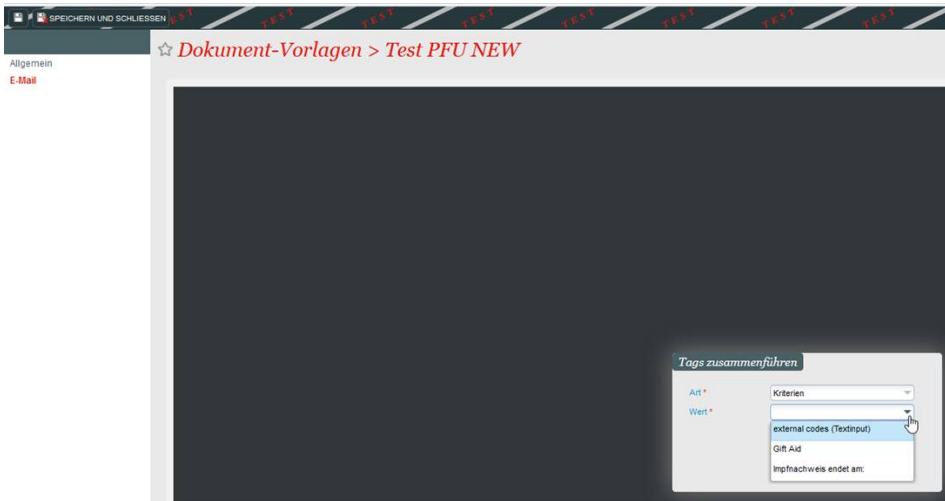 SPEICHERN UND SCHLIESSEN
TEST TEST TEST TEST TEST TEST TEST TEST
Allgemein
E-Mail
Dokument-Vorlagen > Test PFU NEW
Tags zusammenführen
Art * Kriterien
Wert *
external codes (Textinput)
Gift Aid
Impfnachweis endet am: